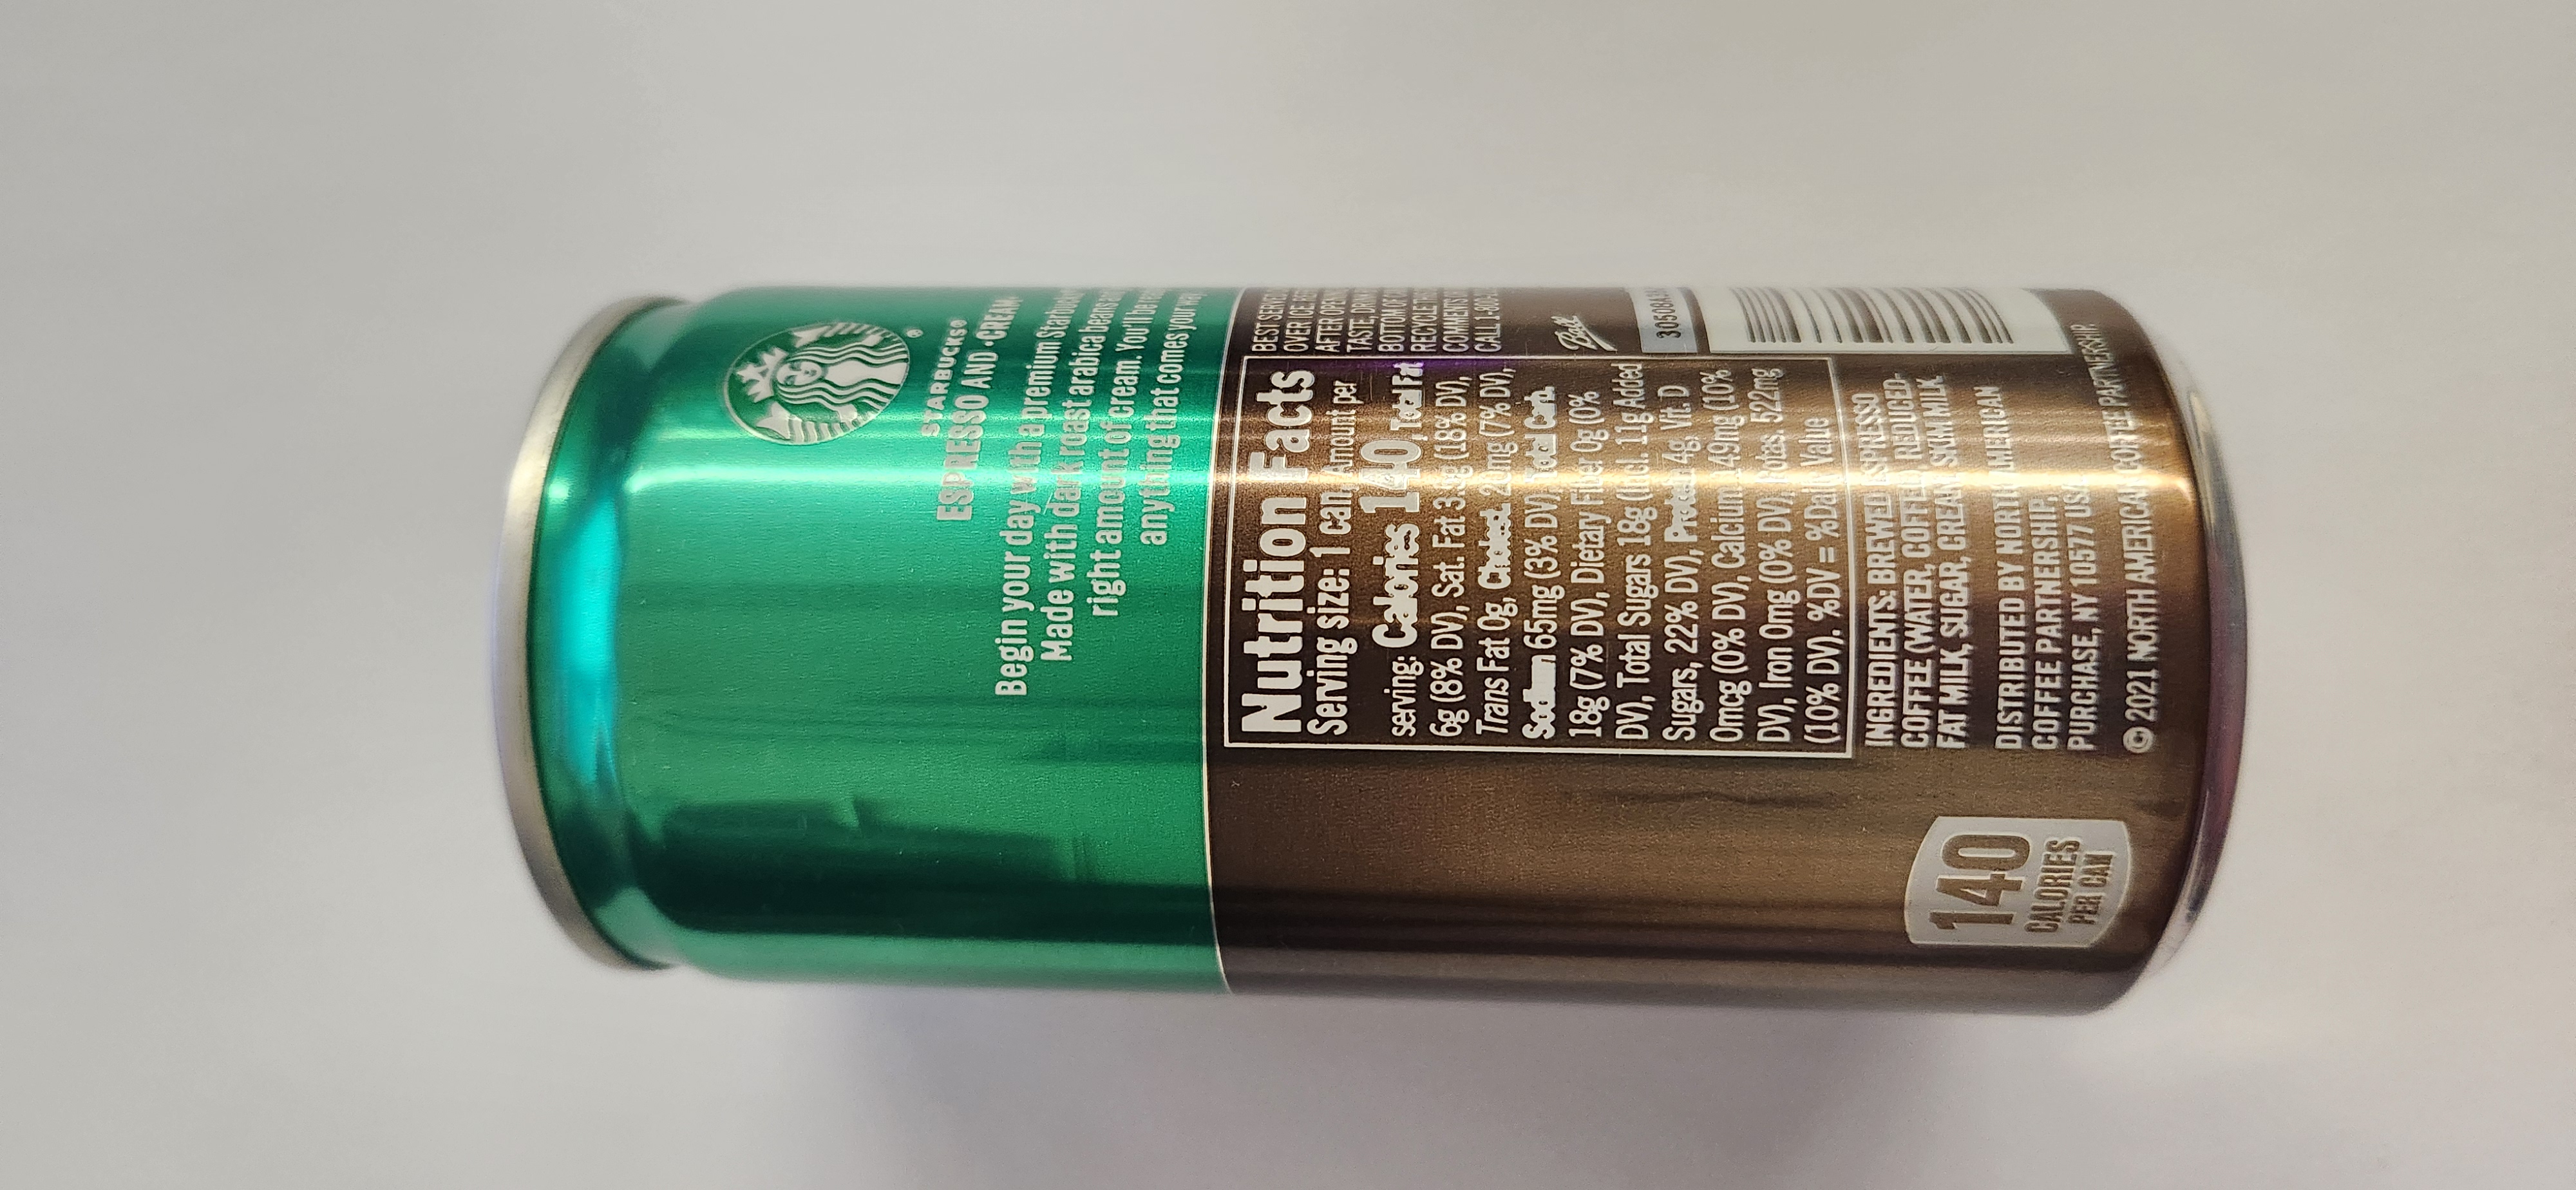 STARBUCKS®
ESPRESSO AND •CREAM•
Begin your day with a premium Starbucks®
Made with dark roast arabica beans and
right amount of cream. You'll be
anything that comes your way
Nutrition Facts
Serving size: 1 can, Amount per
serving: Calories 140, Total Fat
6g (8% DV), Sat. Fat 3.5g (18% DV),
Trans Fat 0g, Cholest. 20mg (7% DV),
Sodium 65mg (3% DV), Total Carb.
18g (7% DV), Dietary Fiber 0g (0%
DV), Total Sugars 18g (Incl. 11g Added
Sugars, 22% DV), Protein 4g, Vit. D
0mcg (0% DV), Calcium 149mg (10%
DV), Iron 0mg (0% DV), Potas. 522mg
(10% DV). %DV = %Daily Value
INGREDIENTS: BREWED ESPRESSO
COFFEE (WATER, COFFEE), REDUCED-
FAT MILK, SUGAR, CREAM, SKIM MILK.
DISTRIBUTED BY NORTH AMERICAN
COFFEE PARTNERSHIP,
PURCHASE, NY 10577 USA
© 2021 NORTH AMERICAN COFFEE PARTNERSHIP.
140
CALORIES
PER CAN
BEST SERVED
OVER ICE.
AFTER
TASTE, DRINK
BOTTOM OF
RECYCLE
COMMENTS
CALL 1-800-
Ball